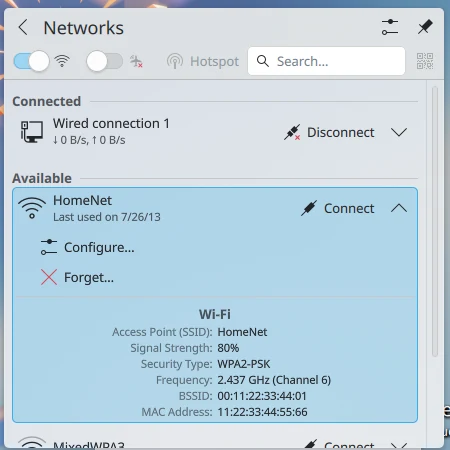 Networks
Hotspot
Search...
Connected
Wired connection 1
↓ 0 B/s, ↑ 0 B/s
Disconnect
Available
HomeNet
Last used on 7/26/13
Connect
Configure...
Forget...
Wi-Fi
Access Point (SSID): HomeNet
Signal Strength: 80%
Security Type: WPA2-PSK
Frequency: 2.437 GHz (Channel 6)
BSSID: 00:11:22:33:44:01
MAC Address: 11:22:33:44:55:66
MixedWPA3
Connect